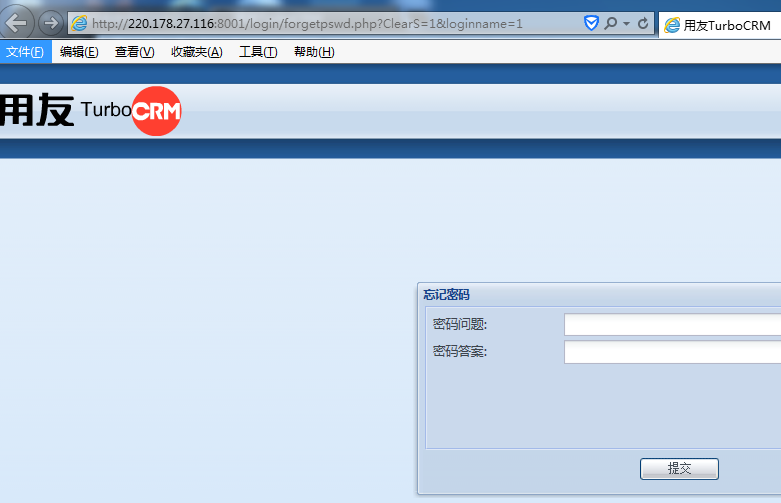 http://220.178.27.116:8001/login/forgetpswd.php?ClearS=1&loginname=1
用友TurboCRM
文件(F) 编辑(E) 查看(V) 收藏夹(A) 工具(T) 帮助(H)
用友 TurboCRM
忘记密码
密码问题:
密码答案:
提交